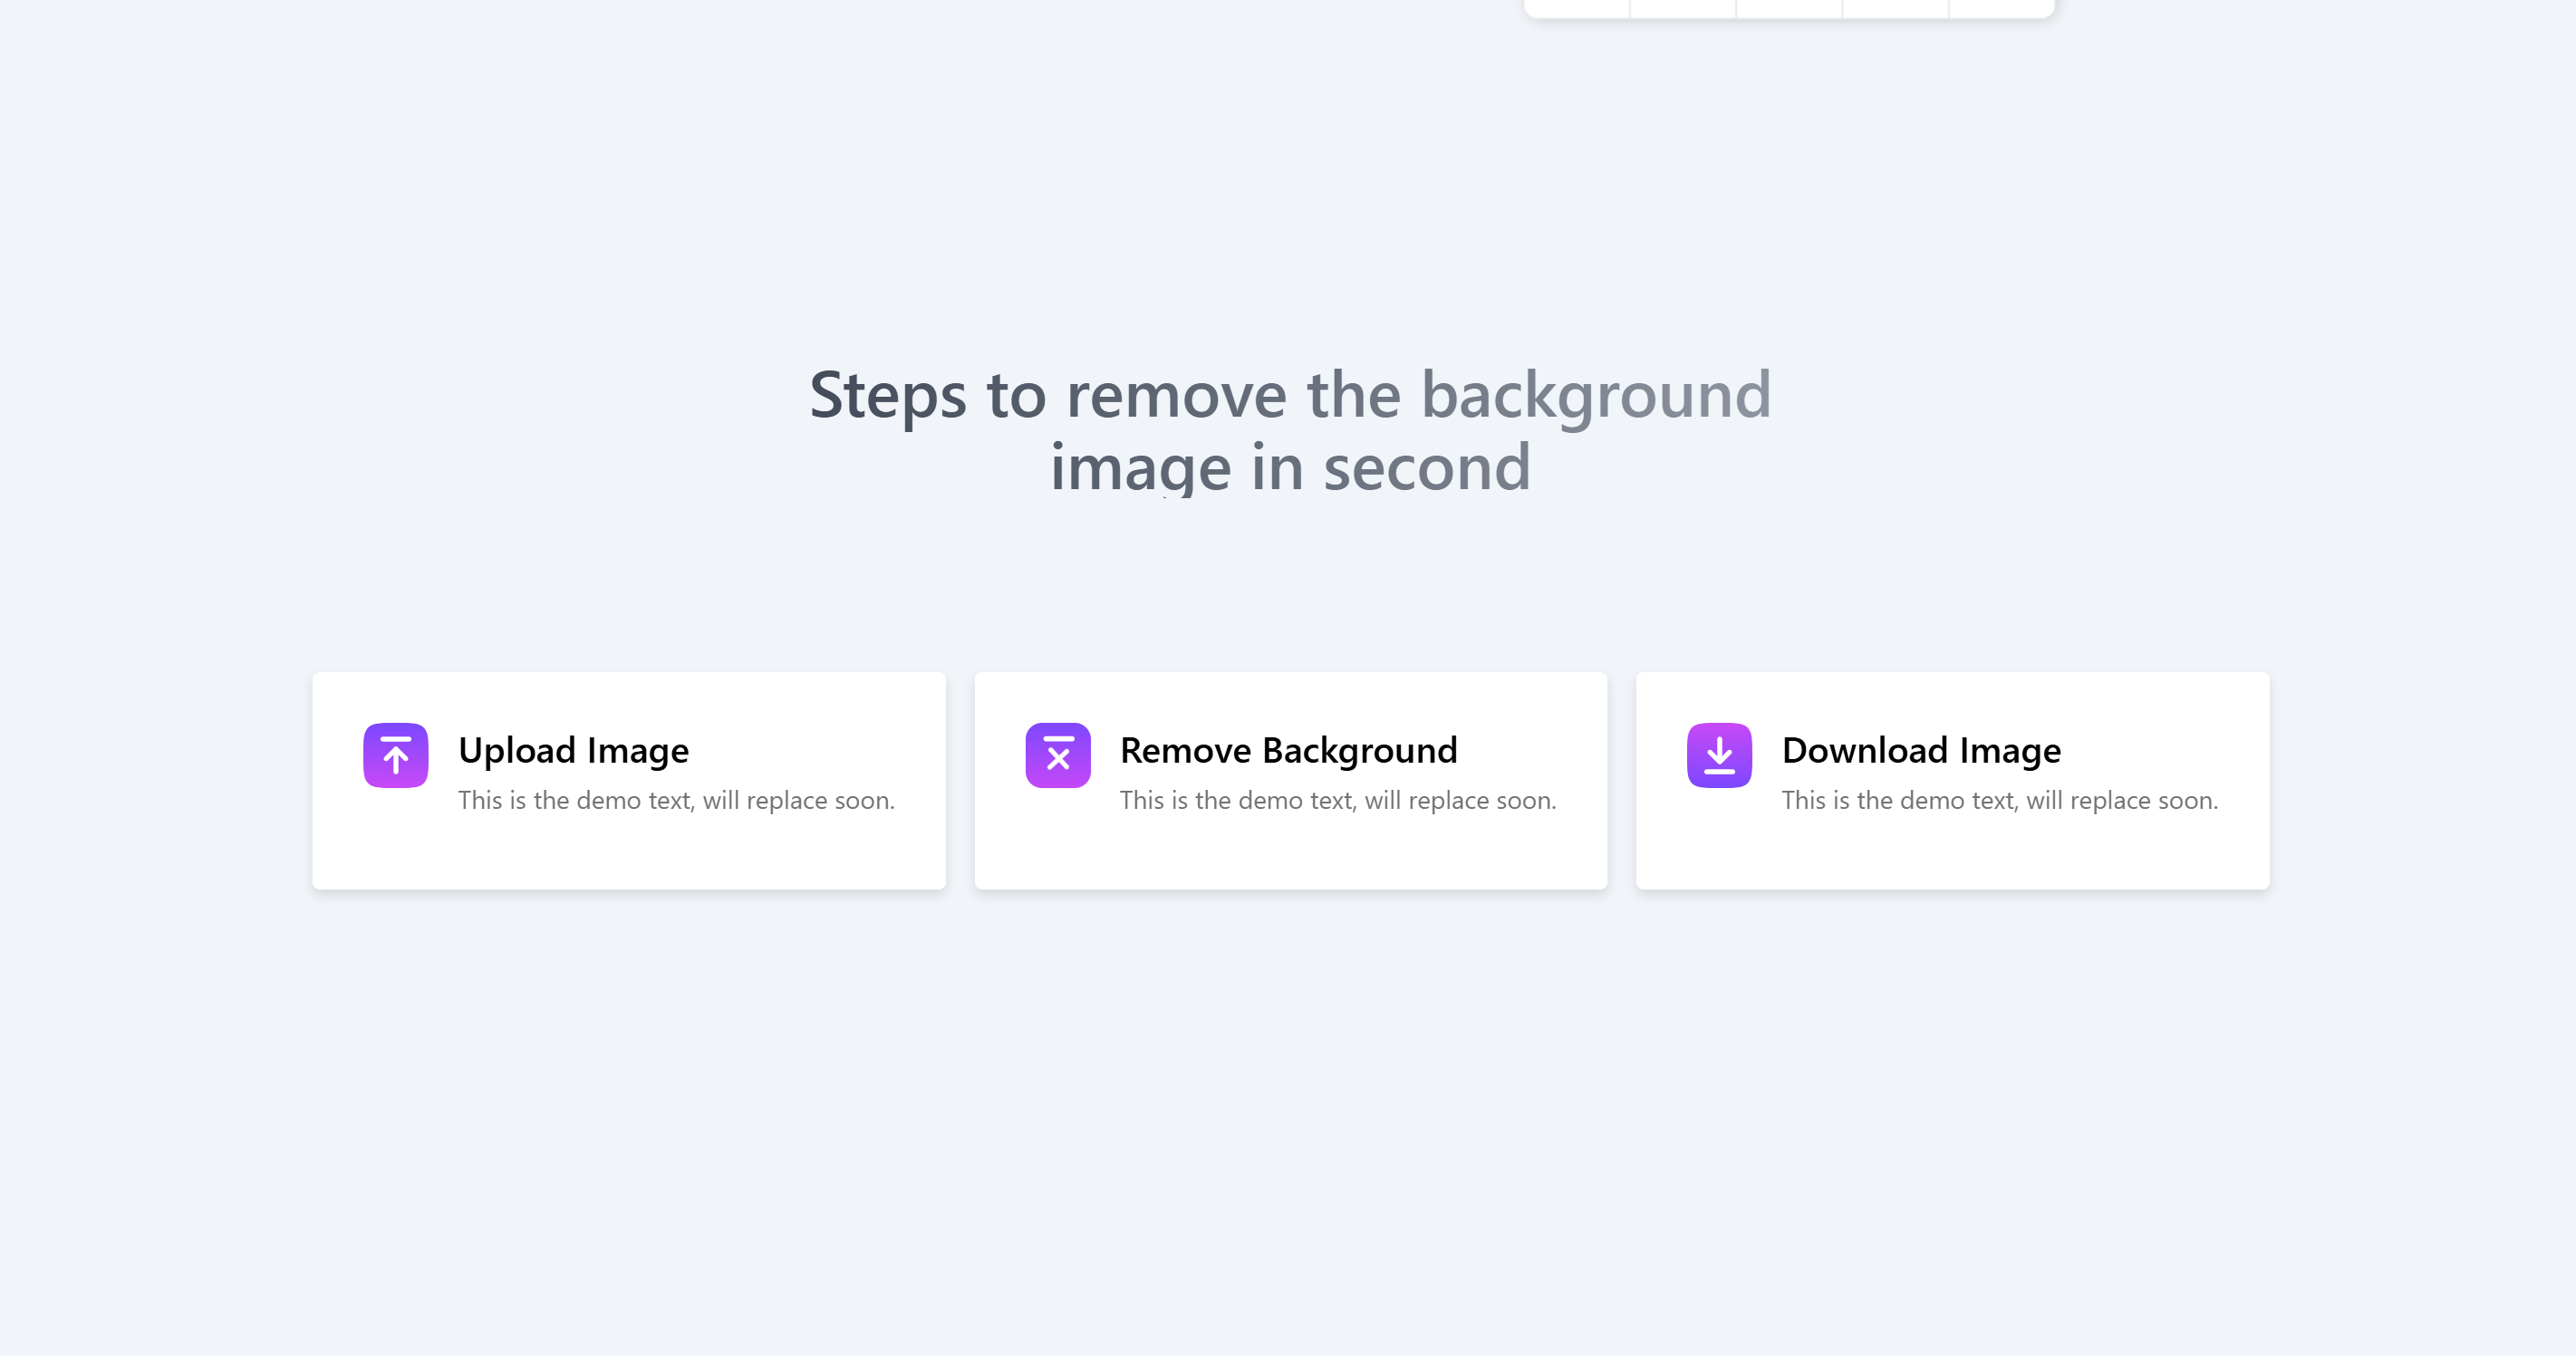 Steps to remove the background
image in second
Upload Image
This is the demo text, will replace soon.
Remove Background
This is the demo text, will replace soon.
Download Image
This is the demo text, will replace soon.